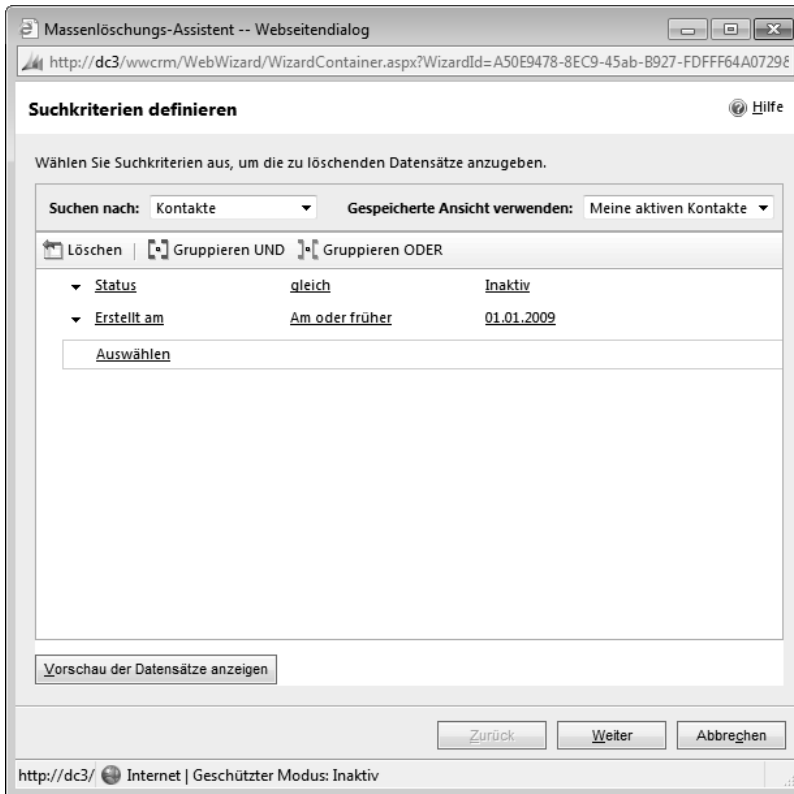 Massenlöschungs-Assistent -- Webseitendialog
http://dc3/wwcrm/WebWizard/WizardContainer.aspx?WizardId=A50E9478-8EC9-45ab-B927-FDFFF64A07298
Suchkriterien definieren
Hilfe
Wählen Sie Suchkriterien aus, um die zu löschenden Datensätze anzugeben.
Suchen nach: Kontakte Gespeicherte Ansicht verwenden: Meine aktiven Kontakte
Löschen | Gruppieren UND Gruppieren ODER
Status gleich Inaktiv
Erstellt am Am oder früher 01.01.2009
Auswählen
Vorschau der Datensätze anzeigen
Zurück Weiter Abbrechen
http://dc3/ Internet | Geschützter Modus: Inaktiv